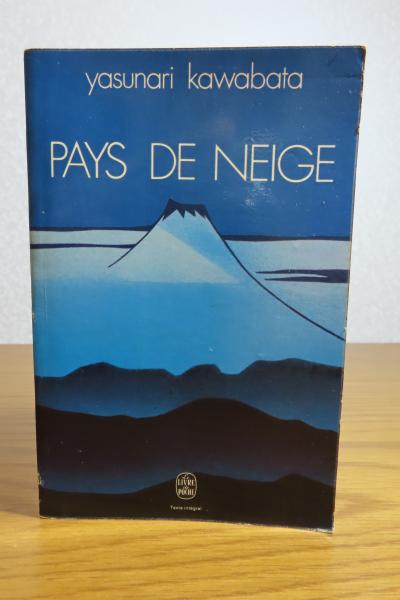 yasunari kawabata
PAYS DE NEIGE
LE
LIVRE
DE
POCHE
Texte intégral